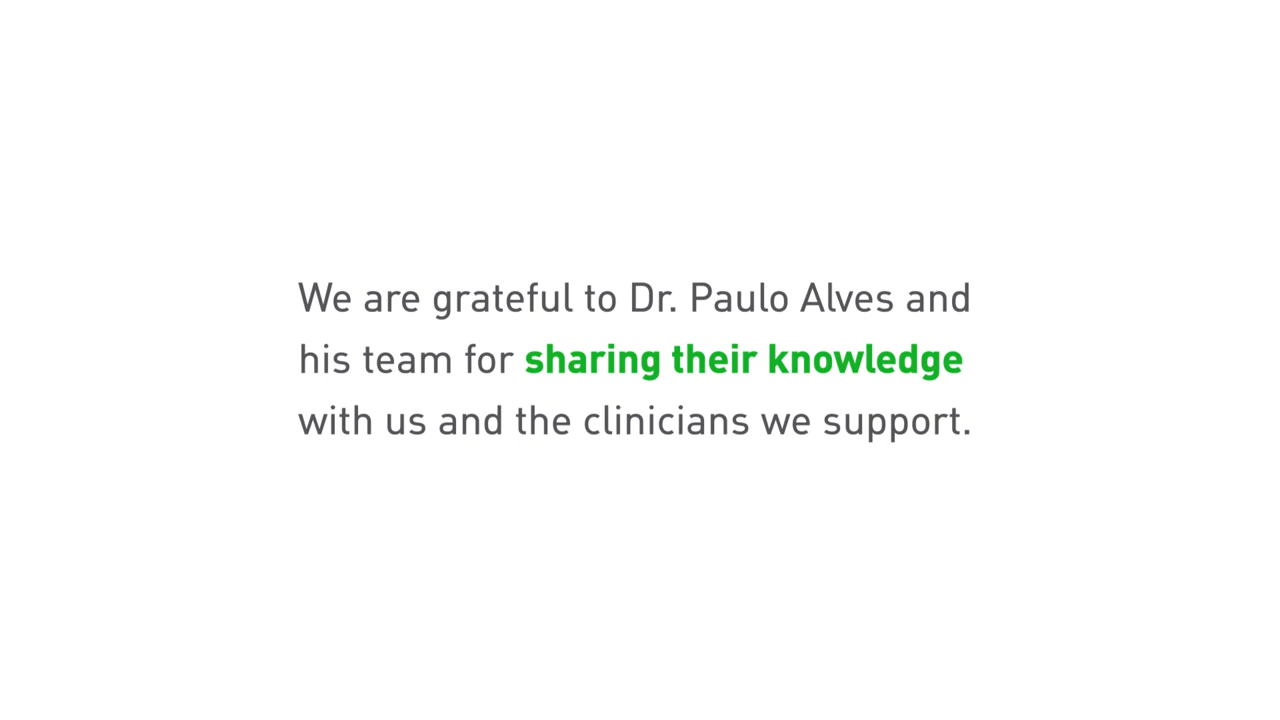 We are grateful to Dr. Paulo Alves and
his team for sharing their knowledge
with us and the clinicians we support.